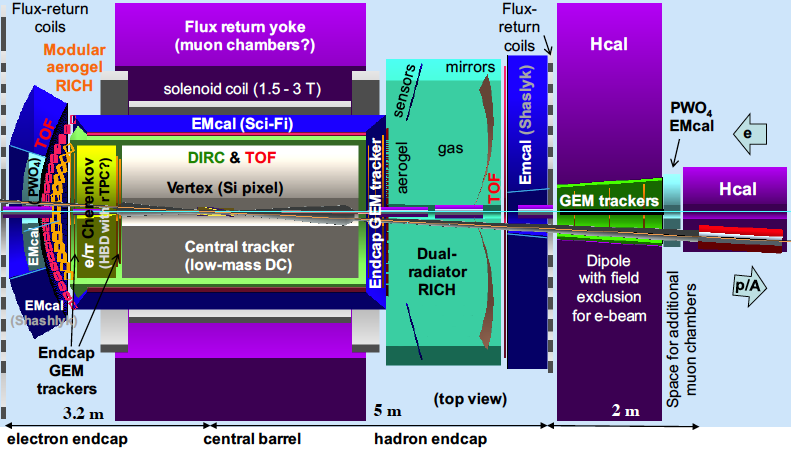 Flux-return
coils
Modular
aerogel
RICH
Flux return yoke
(muon chambers?)
solenoid coil (1.5 - 3 T)
EMcal (Sci-Fi)
DIRC & TOF
Vertex (Si pixel)
Central tracker
(low-mass DC)
TOF
PWO₄)
EMcal
EMcal
(Shashlyk)
e/π Cherenkov
(HBD with rTPC?)
Endcap
GEM
trackers
Endcap GEM tracker
sensors
mirrors
aerogel
gas
Dual-
radiator
RICH
TOF
Flux-
return
coils
Emcal (Shaslyk)
Hcal
GEM trackers
Dipole
with field
exclusion
for e-beam
PWO₄
EMcal
e
Hcal
p/A
Space for additional
muon chambers
(top view)
3.2 m
5 m
2 m
electron endcap
central barrel
hadron endcap